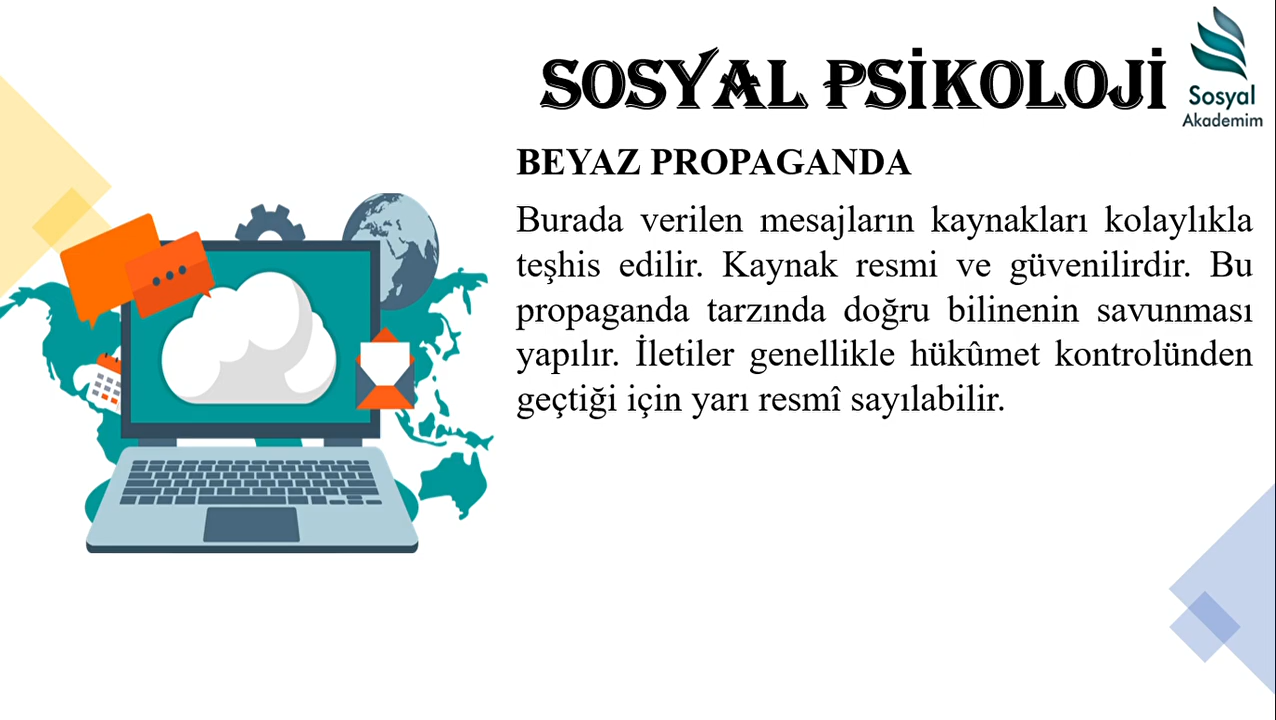 SOSYAL PSİKOLOJİ
Sosyal
Akademim
BEYAZ PROPAGANDA
Burada verilen mesajların kaynakları kolaylıkla
teşhis edilir. Kaynak resmi ve güvenilirdir. Bu
propaganda tarzında doğru bilinenin savunması
yapılır. İletiler genellikle hükûmet kontrolünden
geçtiği için yarı resmî sayılabilir.